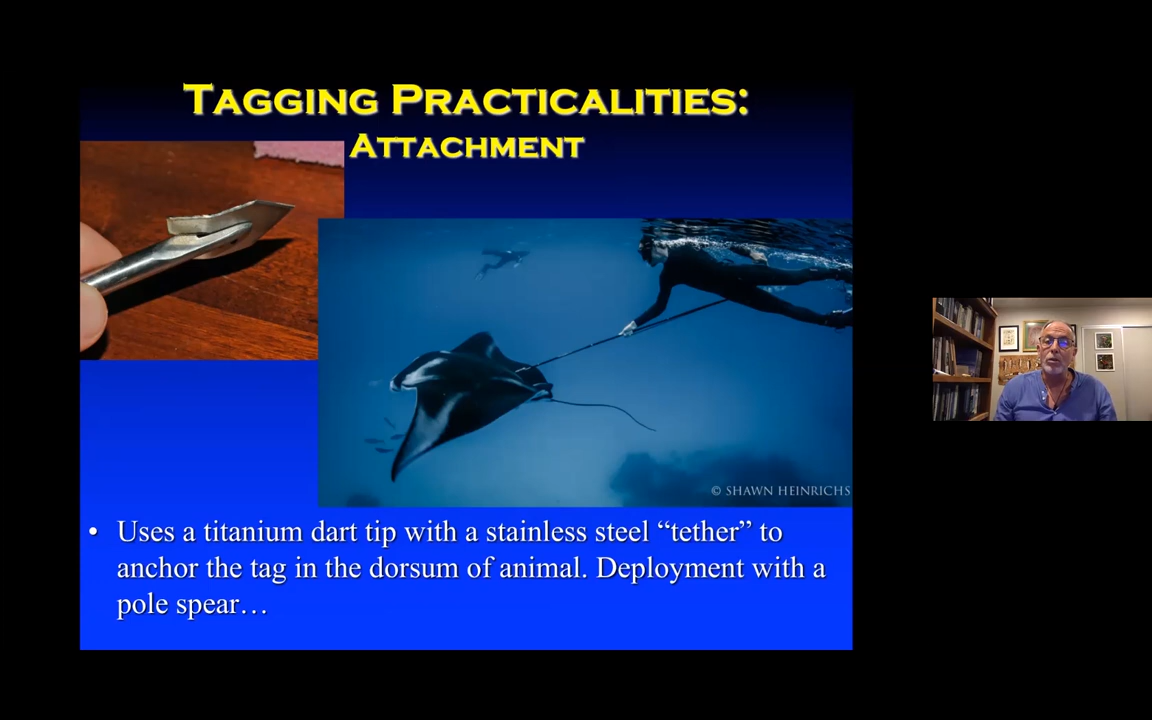 Tagging Practicalities:
Attachment
© SHAWN HEINRICHS
• Uses a titanium dart tip with a stainless steel “tether” to
anchor the tag in the dorsum of animal. Deployment with a
pole spear…